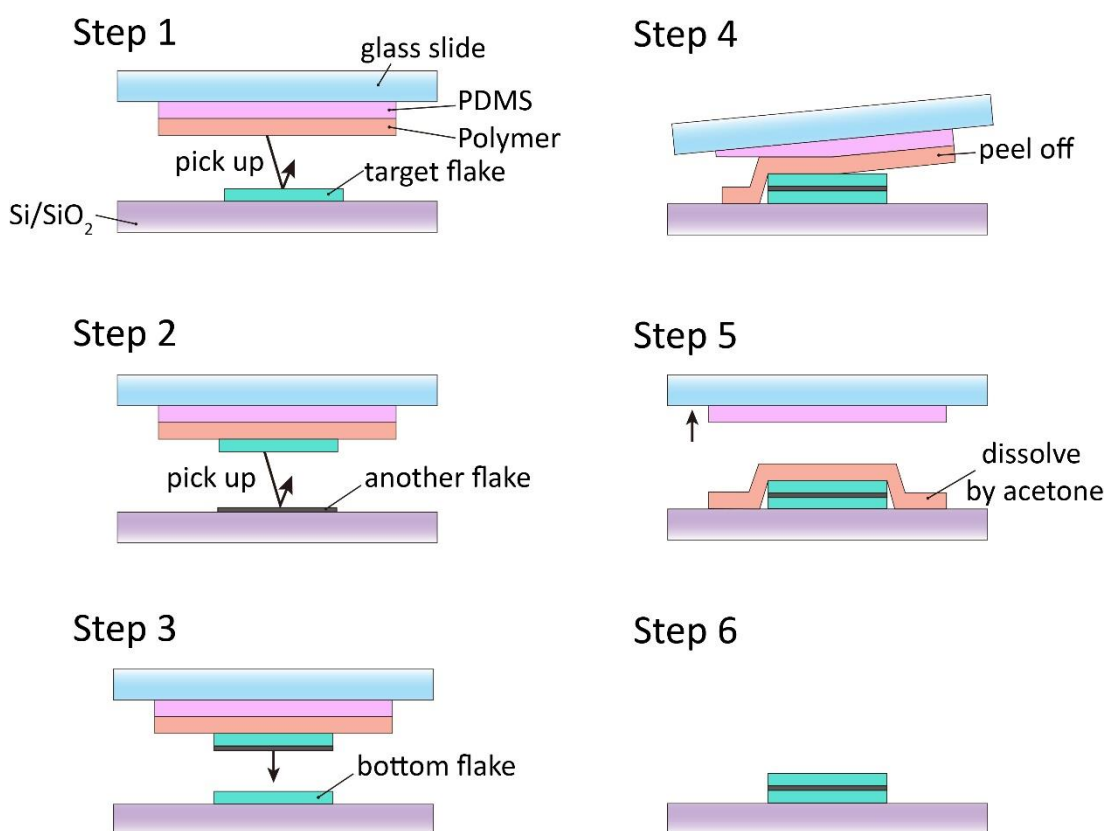 Step 1
glass slide
PDMS
Polymer
pick up
target flake
Si/SiO₂
Step 2
pick up
another flake
Step 3
bottom flake
Step 4
peel off
Step 5
dissolve
by acetone
Step 6